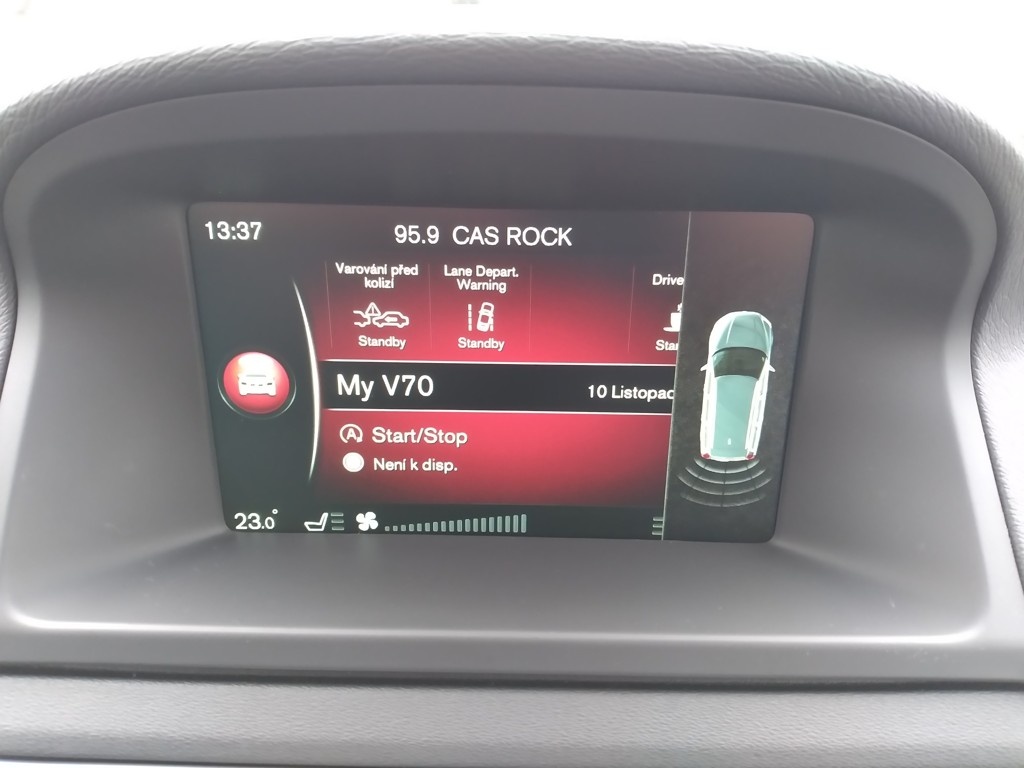 13:37
95.9 CAS ROCK
Varování před
kolizí
Lane Depart.
Warning
Drive
Standby
Standby
My V70
10 Listopad
Start/Stop
Není k disp.
23.0°